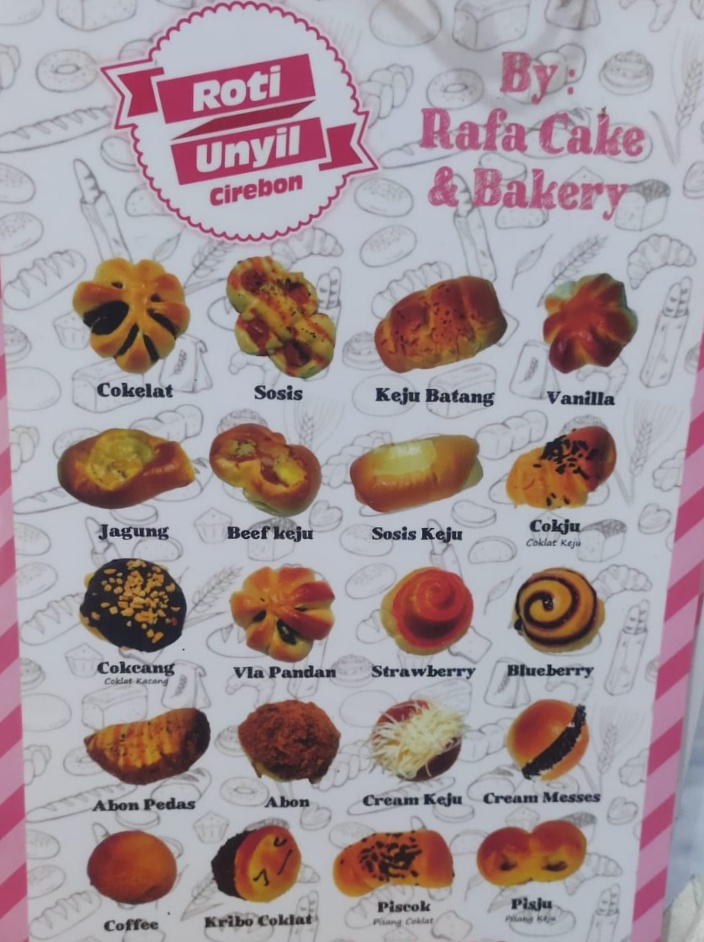 Roti
Unyil
Cirebon
By :
Rafa Cake
& Bakery
Cokelat
Sosis
Keju Batang
Vanilla
Jagung
Beef keju
Sosis Keju
Cokju
Coklat Keju
Cokcang
Coklat Kacang
Vla Pandan
Strawberry
Blueberry
Abon Pedas
Abon
Cream Keju
Cream Messes
Coffee
Kribo Coklat
Piscok
Pisang Coklat
Pisju
Pisang Keju